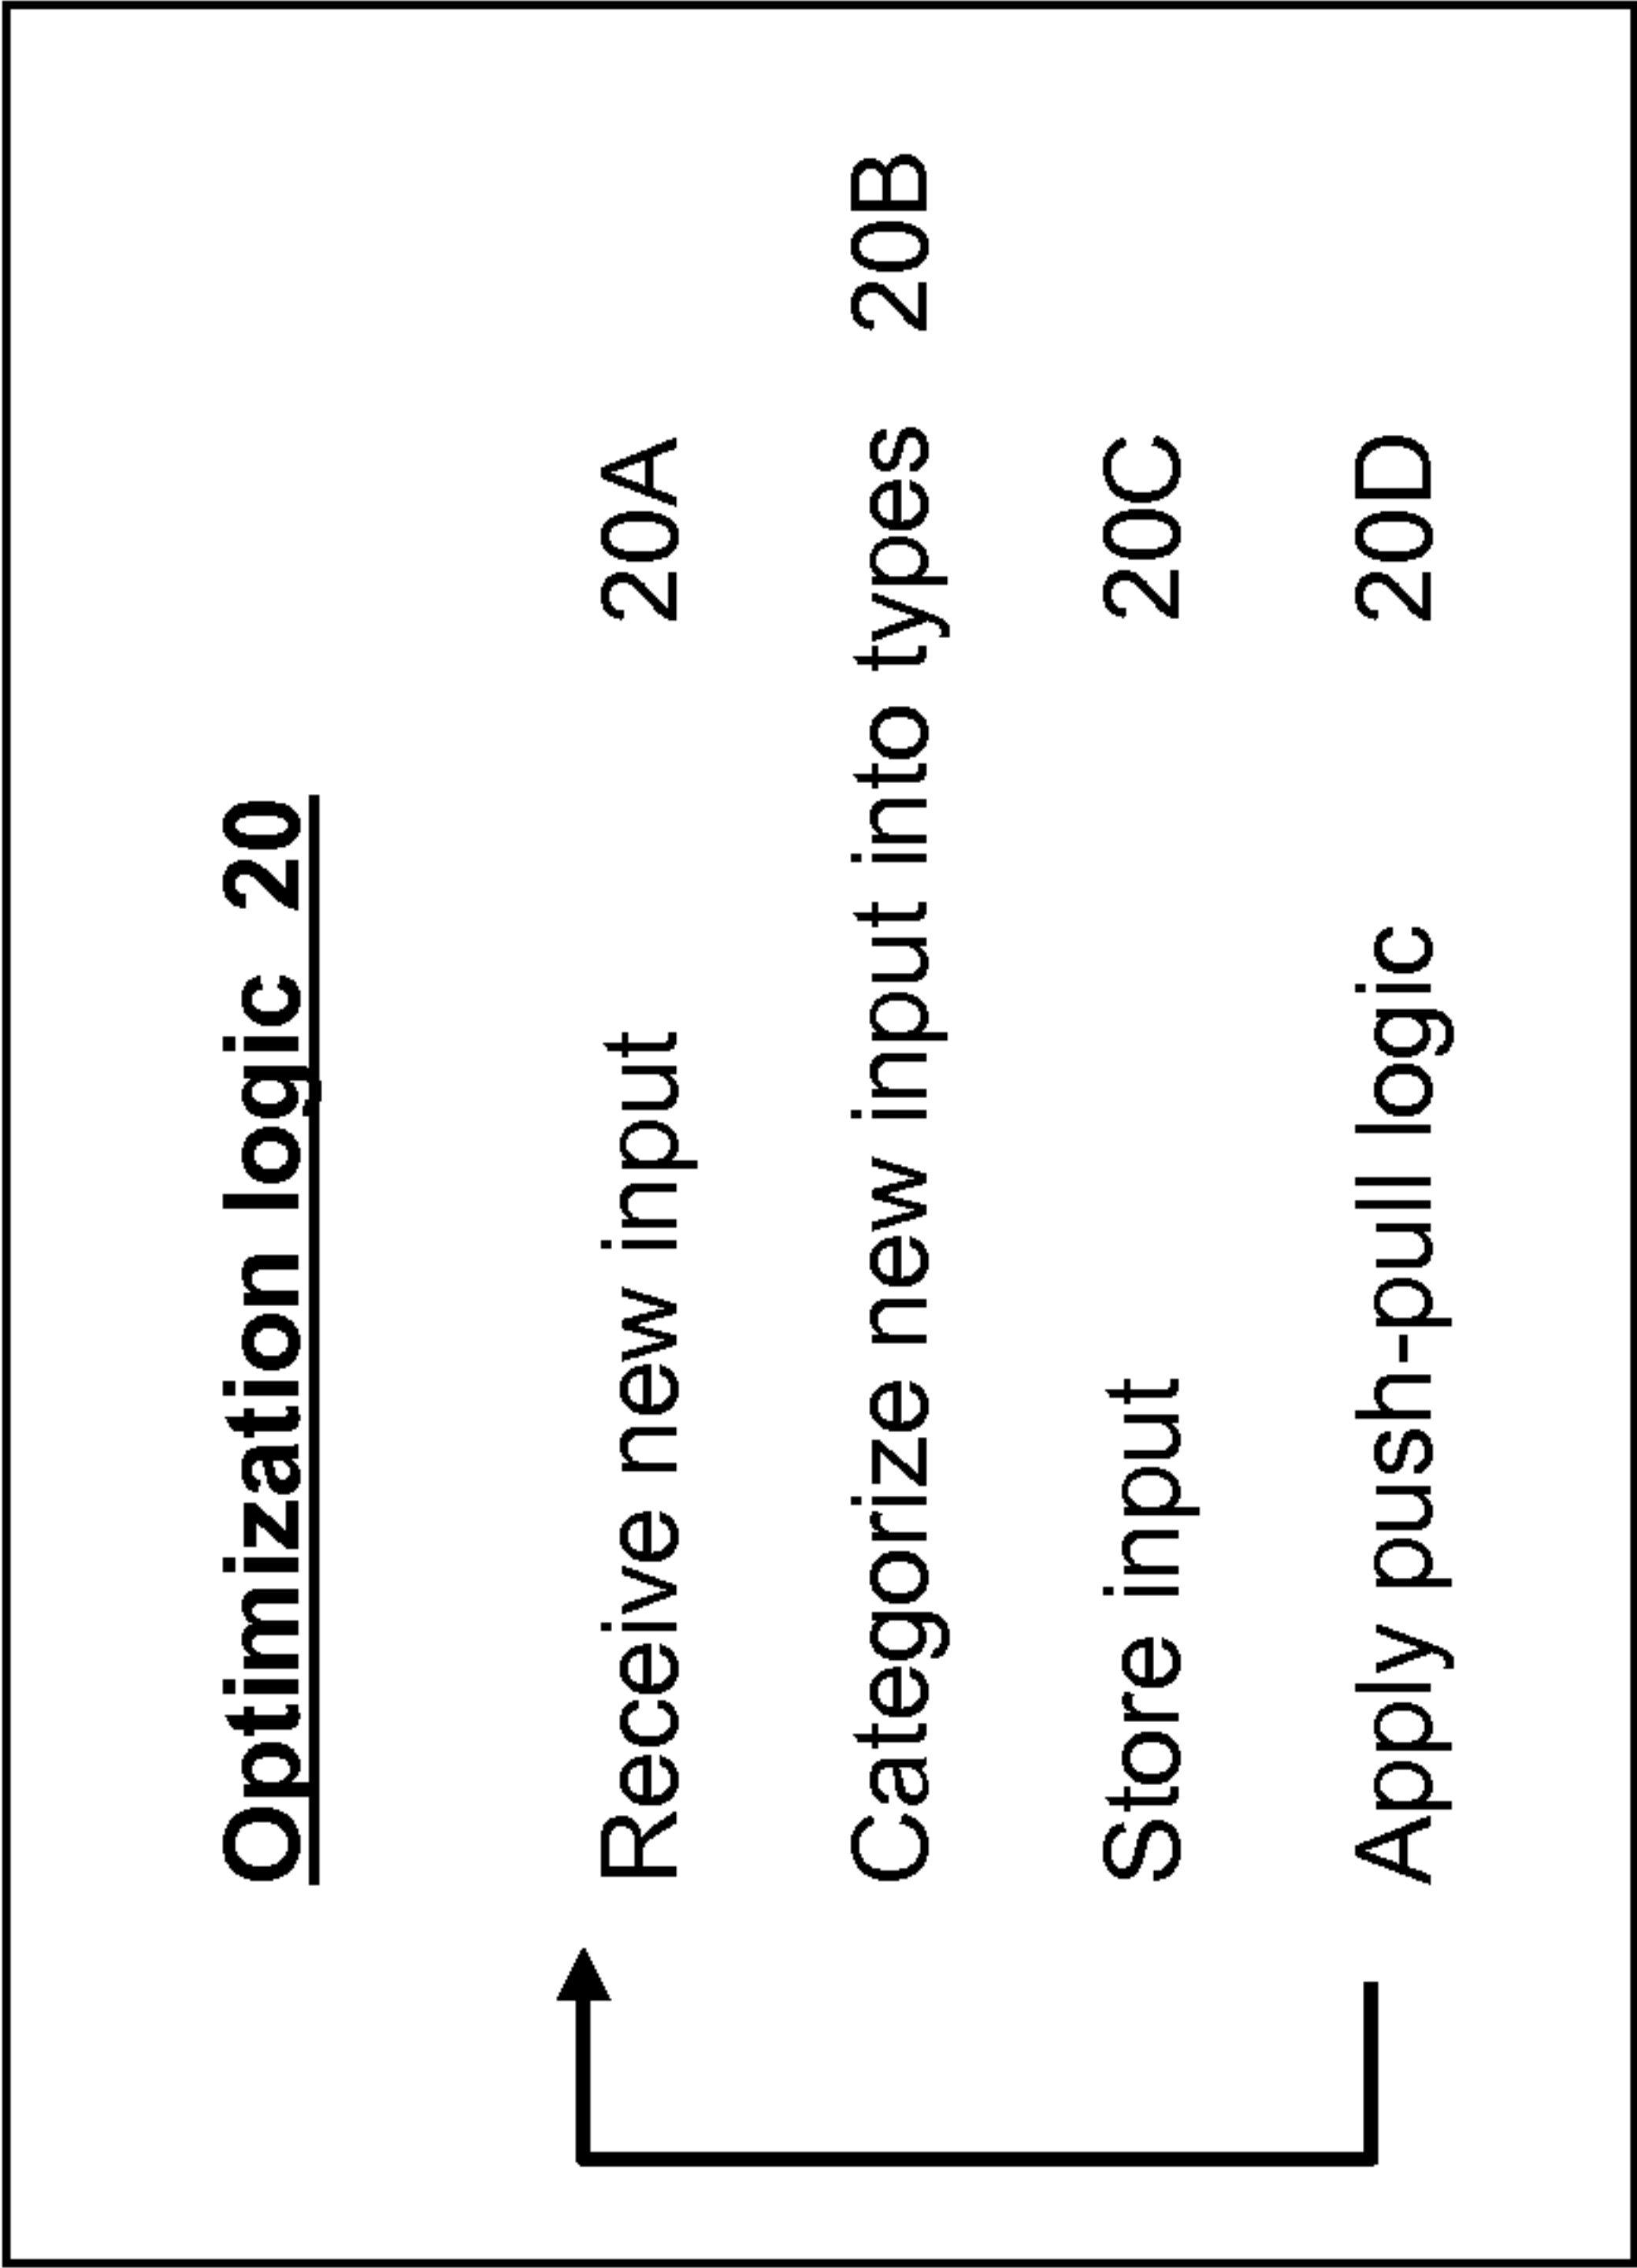 Optimization logic 20
Receive new input 20A
Categorize new input into types 20B
Store input 20C
Apply push-pull logic 20D